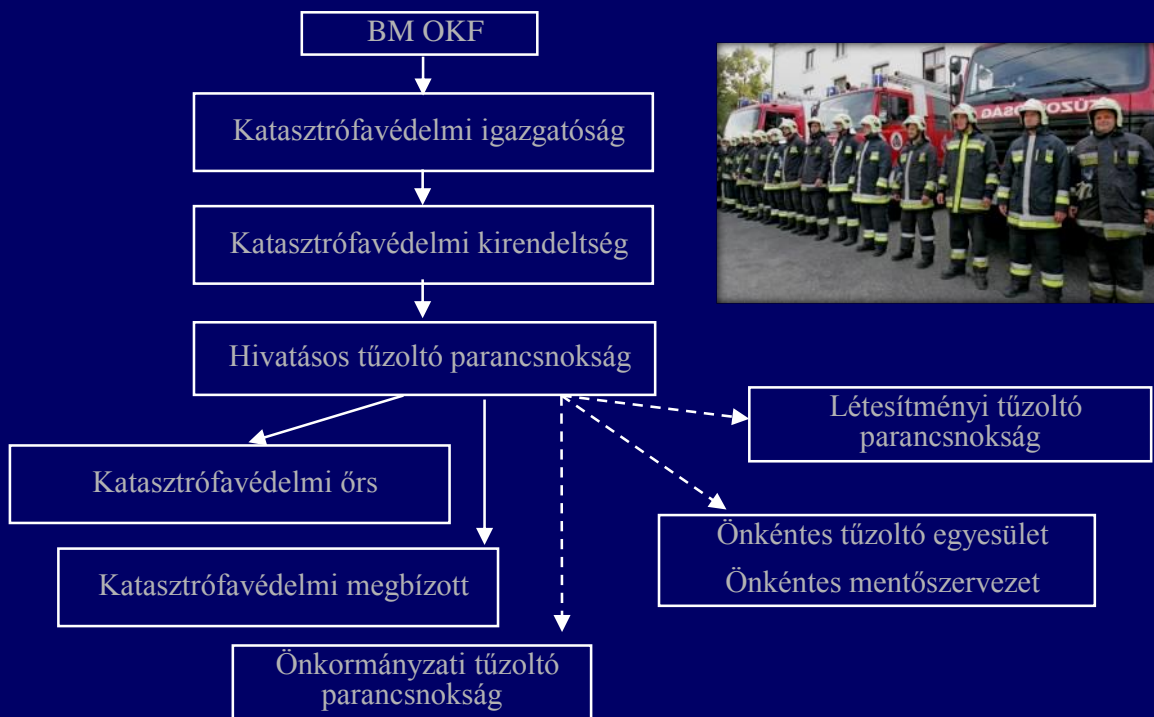 BM OKF
Katasztrófavédelmi igazgatóság
Katasztrófavédelmi kirendeltség
Hivatásos tűzoltó parancsnokság
Létesítményi tűzoltó
parancsnokság
Katasztrófavédelmi őrs
Önkéntes tűzoltó egyesület
Önkéntes mentőszervezet
Katasztrófavédelmi megbízott
Önkormányzati tűzoltó
parancsnokság
TŰZOLTÓSÁG